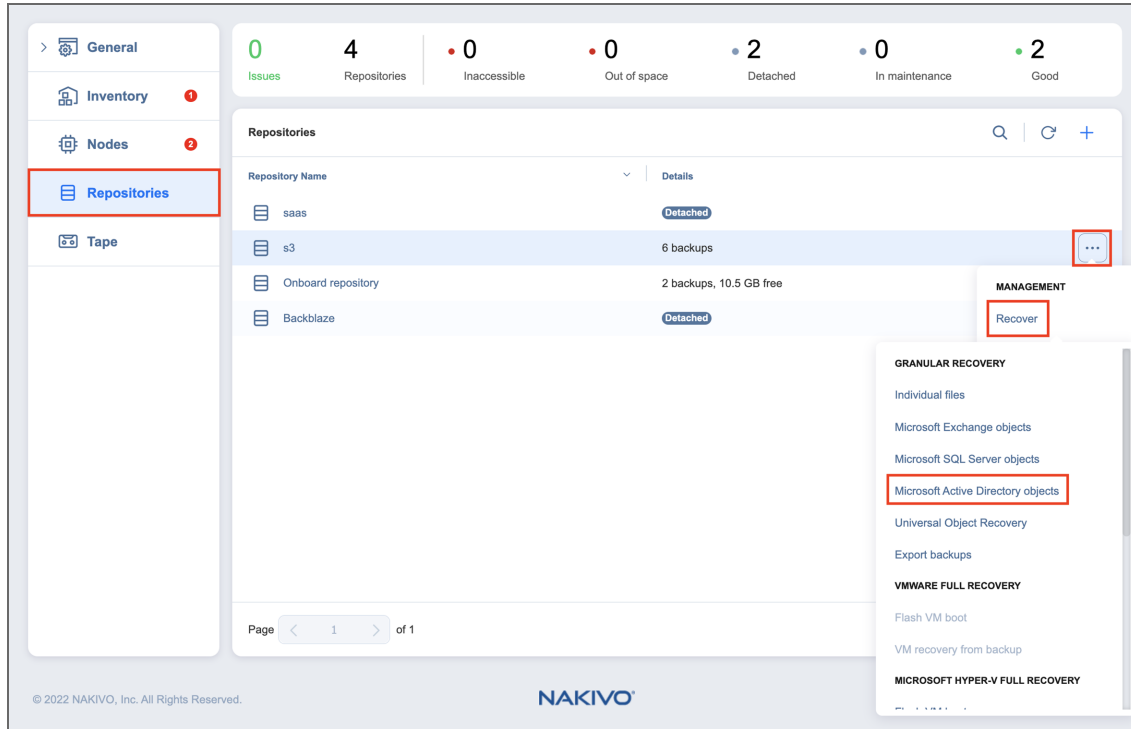 General
Inventory 1
Nodes 2
Repositories
Tape
0 4 0 0 2 0 2
Issues Repositories Inaccessible Out of space Detached In maintenance Good
Repositories
Repository Name Details
saas Detached
s3 6 backups
Onboard repository 2 backups, 10.5 GB free
Backblaze Detached
MANAGEMENT
Recover
GRANULAR RECOVERY
Individual files
Microsoft Exchange objects
Microsoft SQL Server objects
Microsoft Active Directory objects
Universal Object Recovery
Export backups
VMWARE FULL RECOVERY
Flash VM boot
VM recovery from backup
MICROSOFT HYPER-V FULL RECOVERY
Page 1 of 1
© 2022 NAKIVO, Inc. All Rights Reserved.
NAKIVO®